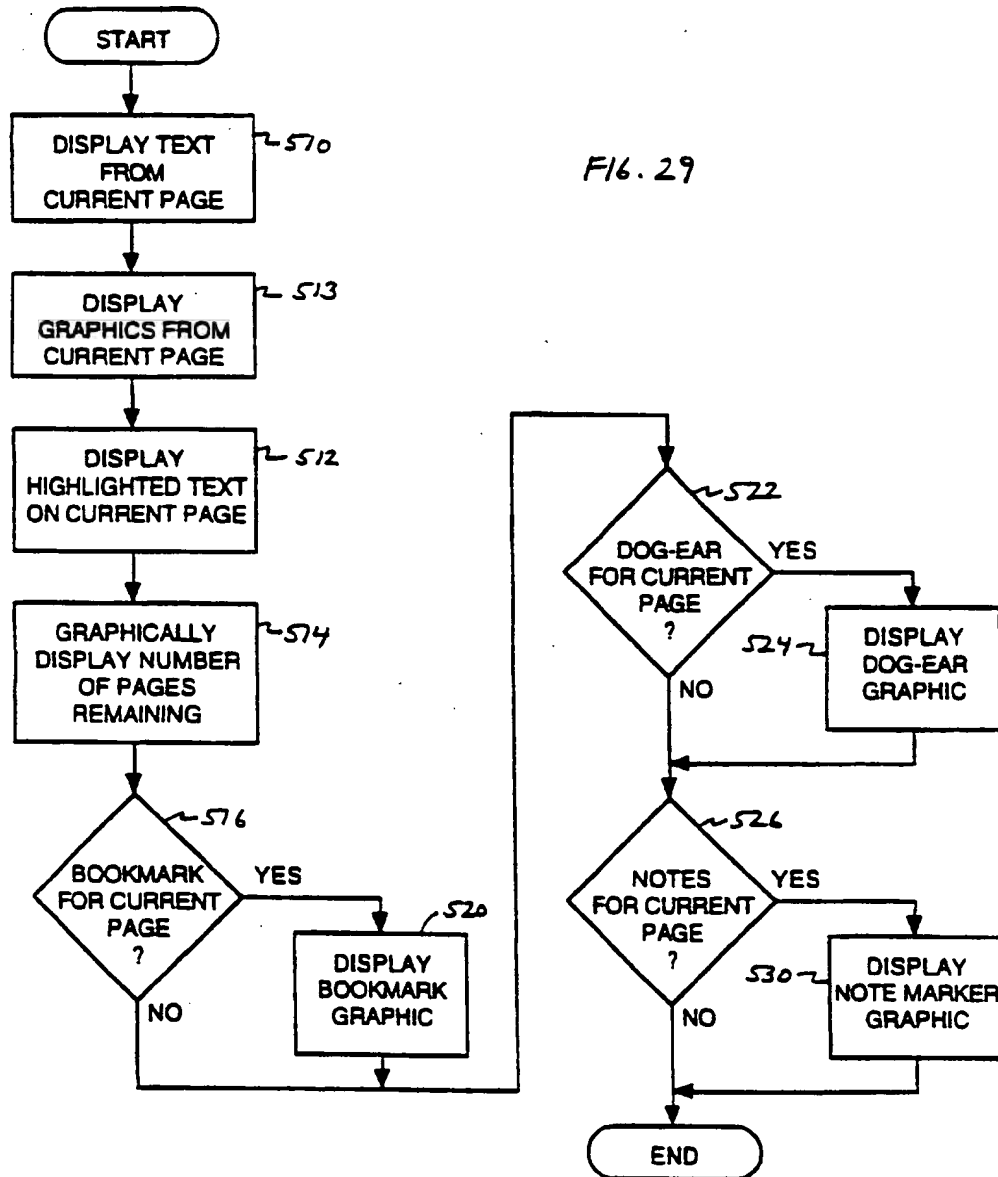 START
DISPLAY TEXT
FROM
CURRENT PAGE
510
FIG. 29
DISPLAY
GRAPHICS FROM
CURRENT PAGE
513
DISPLAY
HIGHLIGHTED TEXT
ON CURRENT PAGE
512
GRAPHICALLY
DISPLAY NUMBER
OF PAGES
REMAINING
514
BOOKMARK
FOR CURRENT
PAGE
?
516
YES
NO
520
DISPLAY
BOOKMARK
GRAPHIC
DOG-EAR
FOR CURRENT
PAGE
?
522
YES
NO
524
DISPLAY
DOG-EAR
GRAPHIC
NOTES
FOR CURRENT
PAGE
?
526
YES
NO
530
DISPLAY
NOTE MARKER
GRAPHIC
END